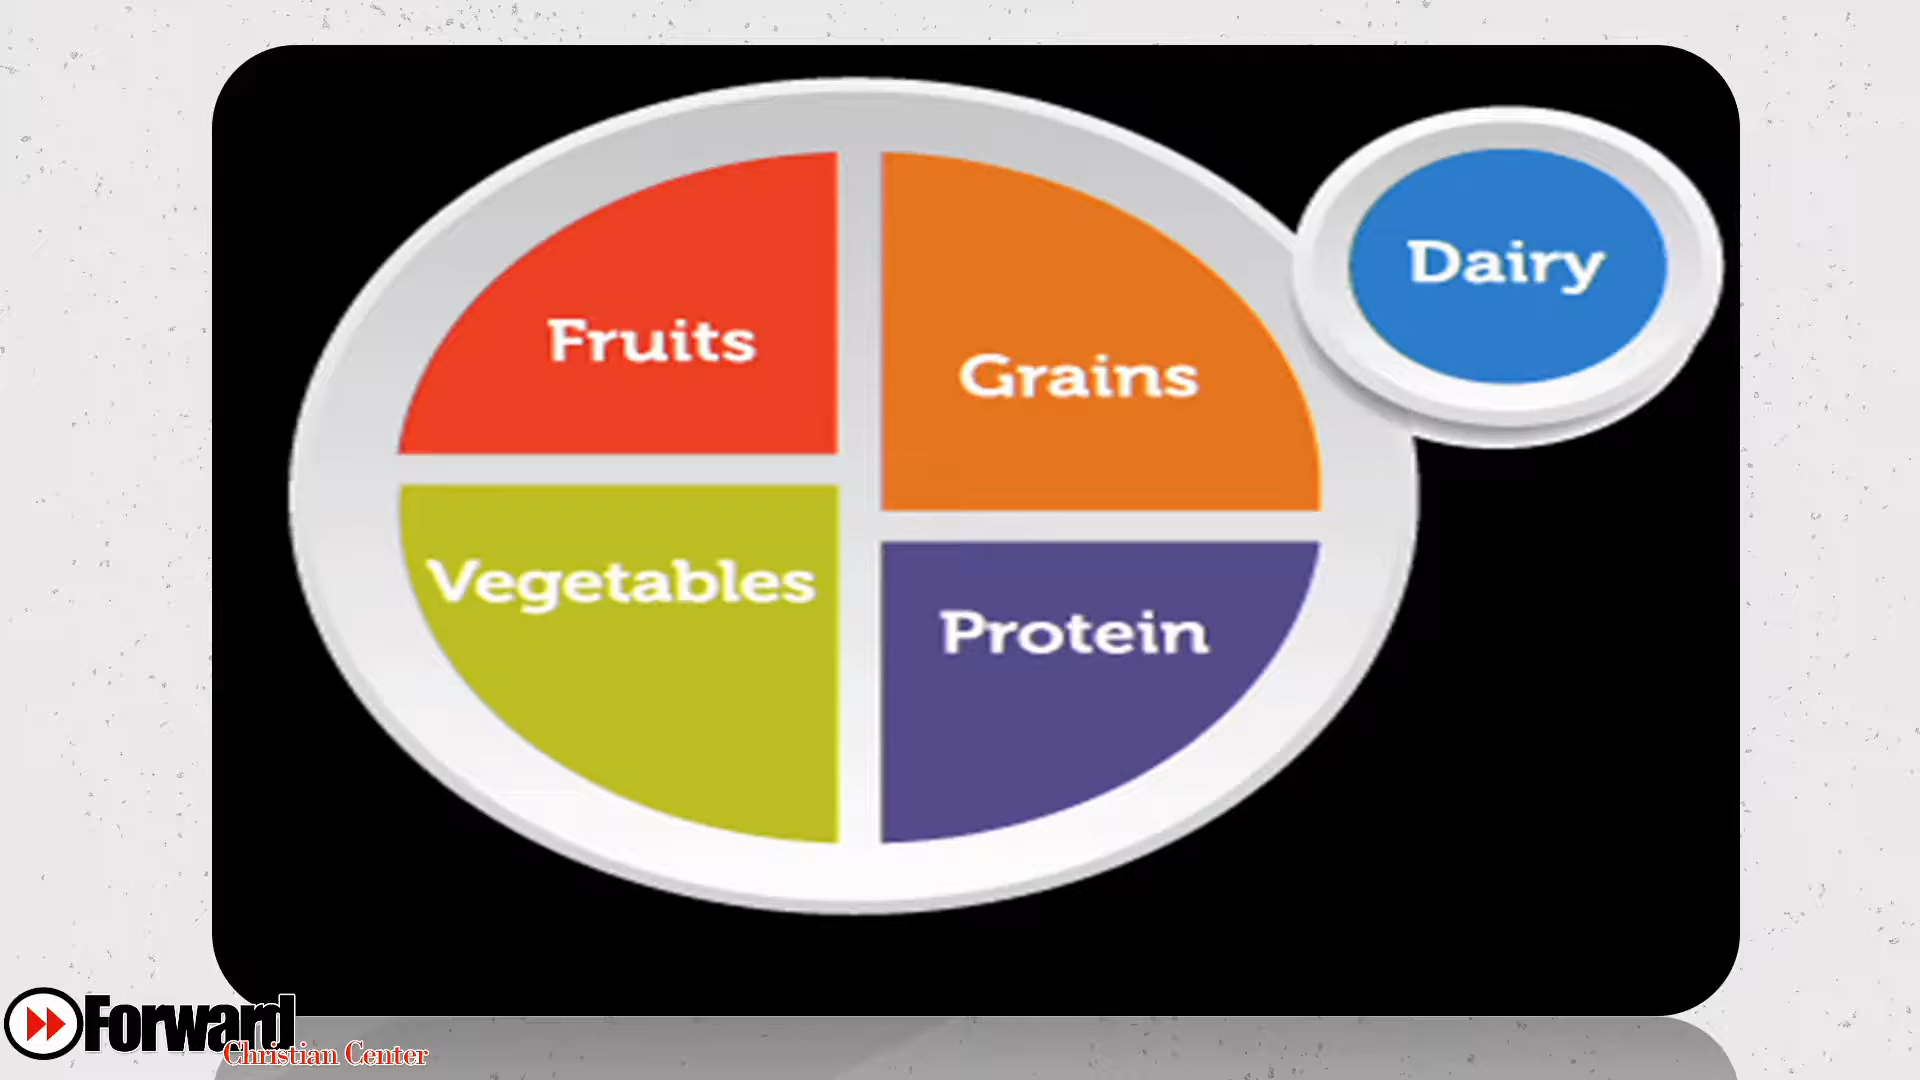 Fruits
Grains
Dairy
Vegetables
Protein
Forward
Christian Center